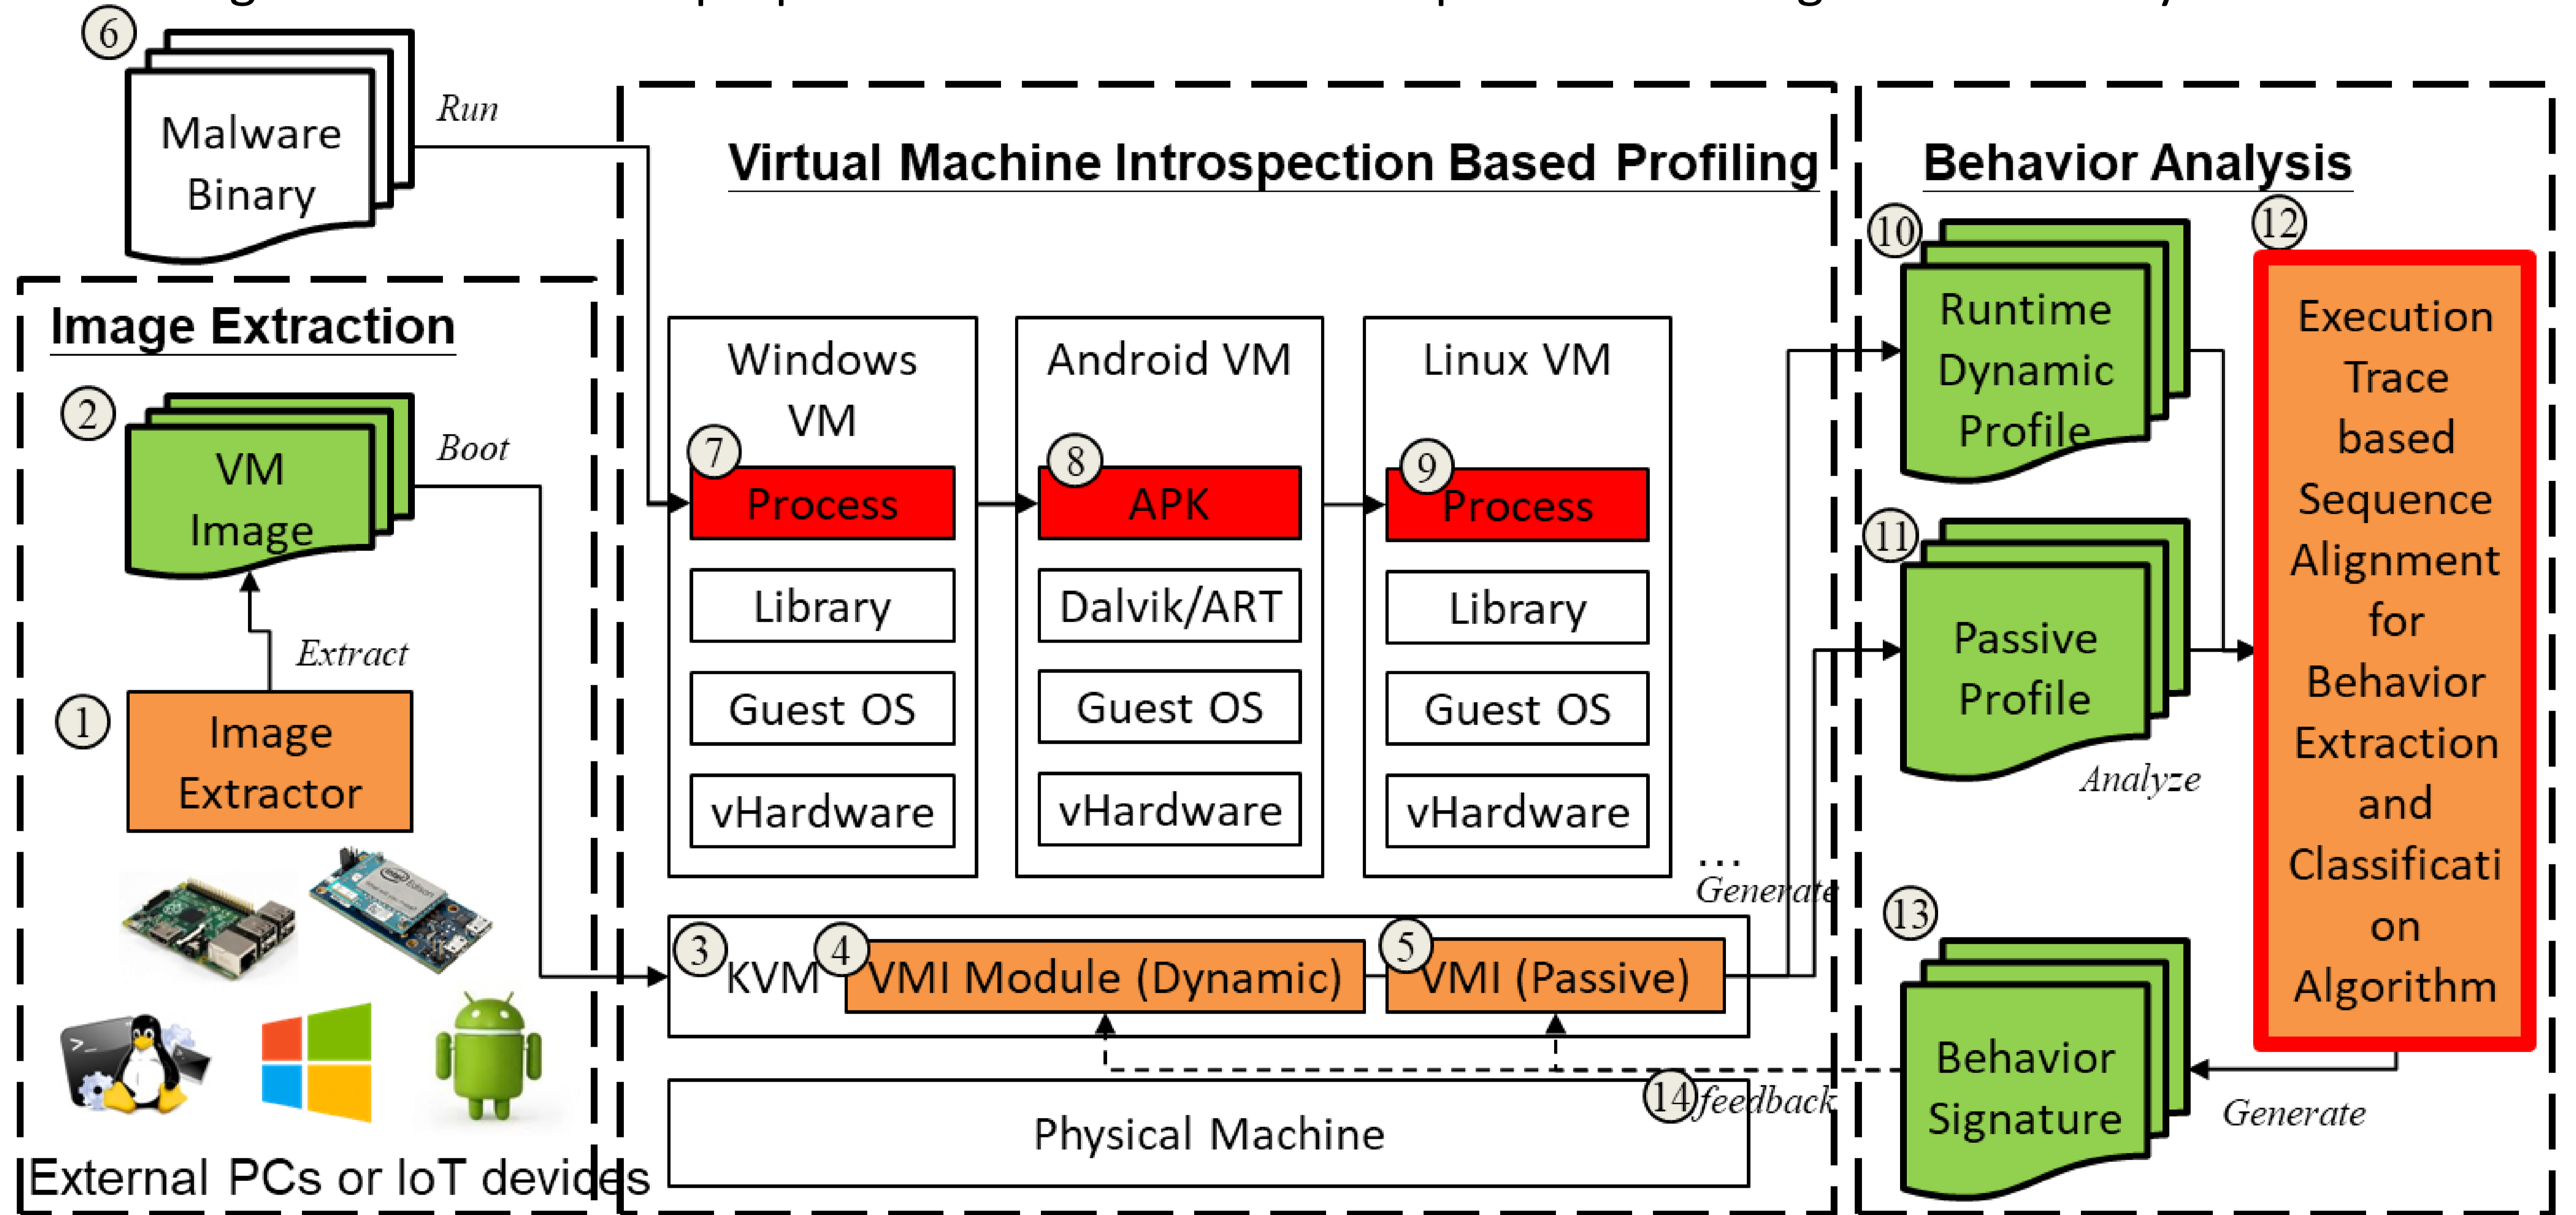 6
Malware
Binary
Run
Image Extraction
2
VM
Image
Boot
Extract
1
Image
Extractor
External PCs or IoT devides
Virtual Machine Introspection Based Profiling
Windows
VM
7
Process
Library
Guest OS
vHardware
Android VM
8
APK
Dalvik/ART
Guest OS
vHardware
Linux VM
9
Process
Library
Guest OS
vHardware
...
Generate
3
KVM
4
VMI Module (Dynamic)
5
VMI (Passive)
14
feedback
Physical Machine
Behavior Analysis
10
Runtime
Dynamic
Profile
11
Passive
Profile
Analyze
12
Execution
Trace
based
Sequence
Alignment
for
Behavior
Extraction
and
Classificati
on
Algorithm
13
Behavior
Signature
Generate